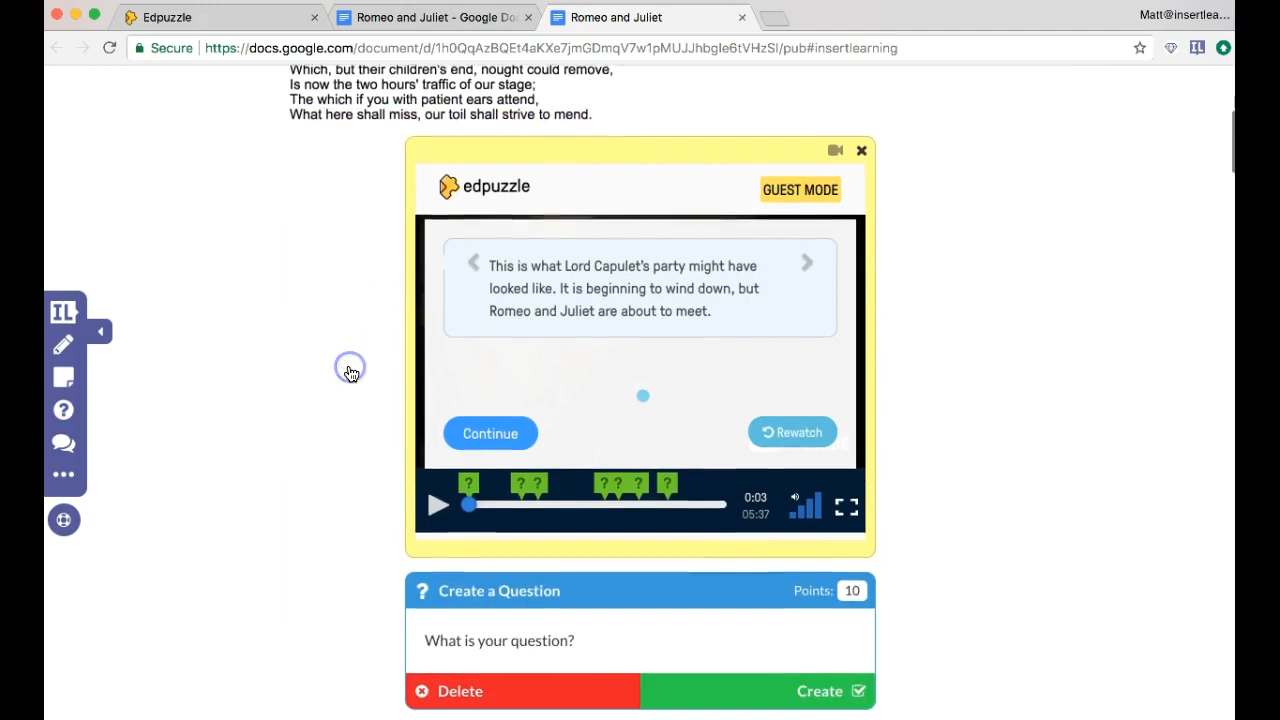 Edpuzzle
Romeo and Juliet - Google Do
Romeo and Juliet
Matt@insertlea...
Secure
https://docs.google.com/document/d/1h0QqAzBQEt4aKXe7jmGDmqV7w1pMUJJhbgIe6tVHzSI/pub#insertlearning
IL
Which, but their children's end, nought could remove,
Is now the two hours' traffic of our stage;
The which if you with patient ears attend,
What here shall miss, our toil shall strive to mend.
edpuzzle
GUEST MODE
This is what Lord Capulet's party might have
looked like. It is beginning to wind down, but
Romeo and Juliet are about to meet.
IL
?
Continue
Rewatch
? ? ? ? ? ? ?
0:03
05:37
? Create a Question
Points: 10
What is your question?
Delete
Create